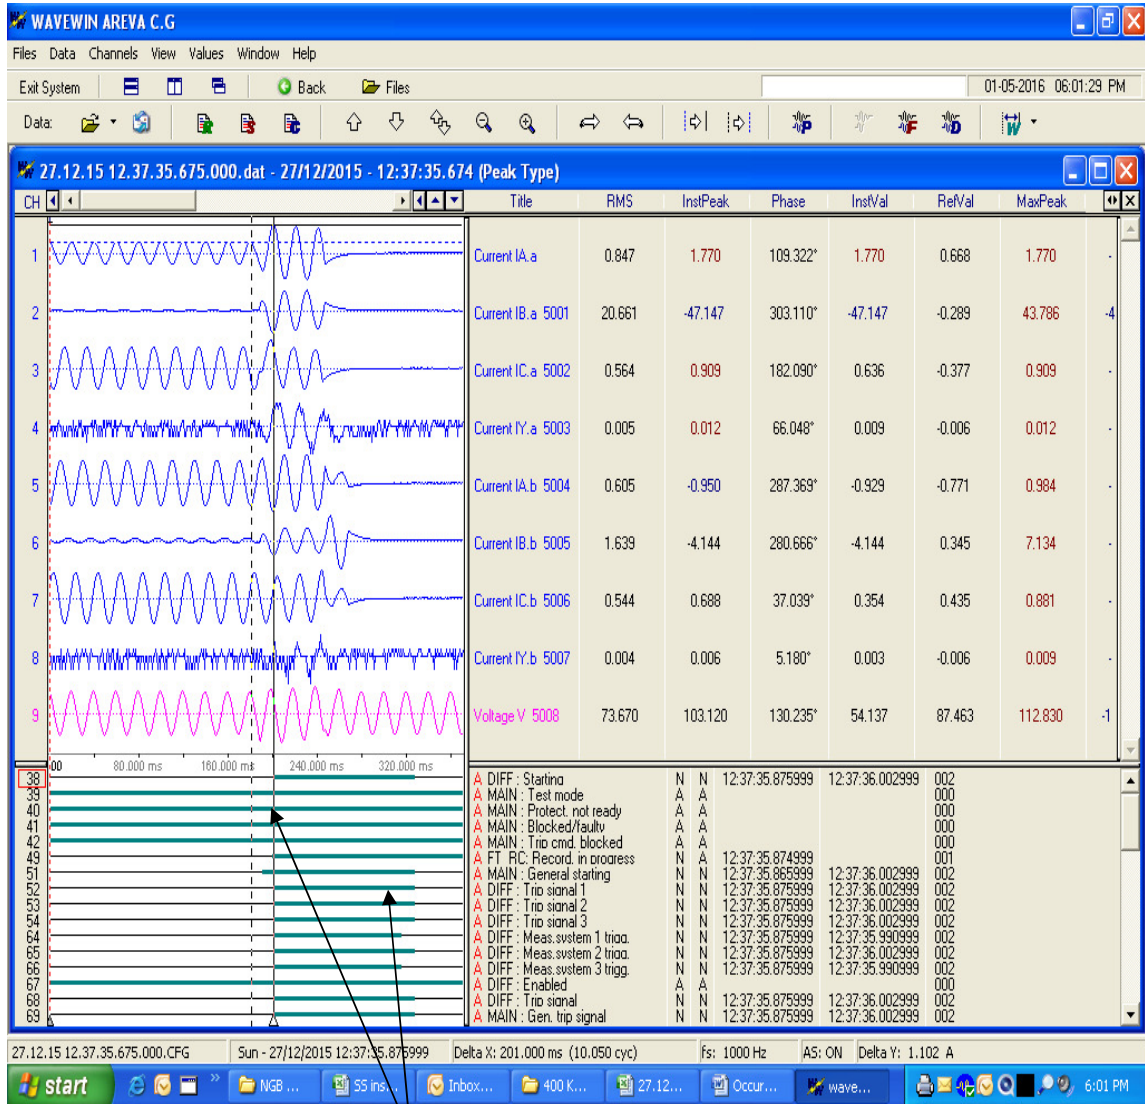 WAVEWIN AREVA C.G
Files Data Channels View Values Window Help
Exit System Back Files 01-05-2016 06:01:29 PM
Data:
27.12.15 12.37.35.675.000.dat - 27/12/2015 - 12:37:35.674 (Peak Type)
CH Title RMS InstPeak Phase InstVal RefVal MaxPeak
1 Current IA.a 0.847 1.770 109.322° 1.770 0.668 1.770 -
2 Current IB.a 5001 20.661 -47.147 303.110° -47.147 -0.289 43.786 -4
3 Current IC.a 5002 0.564 0.909 182.090° 0.636 -0.377 0.909 -
4 Current IY.a 5003 0.005 0.012 66.048° 0.009 -0.006 0.012 -
5 Current IA.b 5004 0.605 -0.950 287.369° -0.929 -0.771 0.984 -
6 Current IB.b 5005 1.639 -4.144 280.666° -4.144 0.345 7.134 -
7 Current IC.b 5006 0.544 0.688 37.039° 0.354 0.435 0.881 -
8 Current IY.b 5007 0.004 0.006 5.180° 0.003 -0.006 0.009 -
9 Voltage V 5008 73.670 103.120 130.235° 54.137 87.463 112.830 -1
00 80.000 ms 160.000 ms 240.000 ms 320.000 ms
38 A DIFF : Starting N N 12:37:35.875999 12:37:36.002999 002
39 A MAIN : Test mode A A 000
40 A MAIN : Protect. not ready A A 000
41 A MAIN : Blocked/faulty A A 000
42 A MAIN : Trip cmd. blocked A A 000
49 A FT_RC: Record. in progress N A 12:37:35.874999 001
51 A MAIN : General starting N N 12:37:35.865999 12:37:36.002999 002
52 A DIFF : Trip signal 1 N N 12:37:35.875999 12:37:36.002999 002
53 A DIFF : Trip signal 2 N N 12:37:35.875999 12:37:36.002999 002
54 A DIFF : Trip signal 3 N N 12:37:35.875999 12:37:36.002999 002
64 A DIFF : Meas.system 1 trigg. N N 12:37:35.875999 12:37:35.990999 002
65 A DIFF : Meas.system 2 trigg. N N 12:37:35.875999 12:37:36.002999 002
66 A DIFF : Meas.system 3 trigg. N N 12:37:35.875999 12:37:35.990999 002
67 A DIFF : Enabled A A 000
68 A DIFF : Trip signal N N 12:37:35.875999 12:37:36.002999 002
69 A MAIN : Gen. trip signal N N 12:37:35.875999 12:37:36.002999 002
27.12.15 12.37.35.675.000.CFG Sun - 27/12/2015 12:37:35.875999 Delta X: 201.000 ms (10.050 cyc) fs: 1000 Hz AS: ON Delta Y: 1.102 A
start NGB ... SS ins... Inbox... 400 K... 27.12... Occur... wave... 6:01 PM